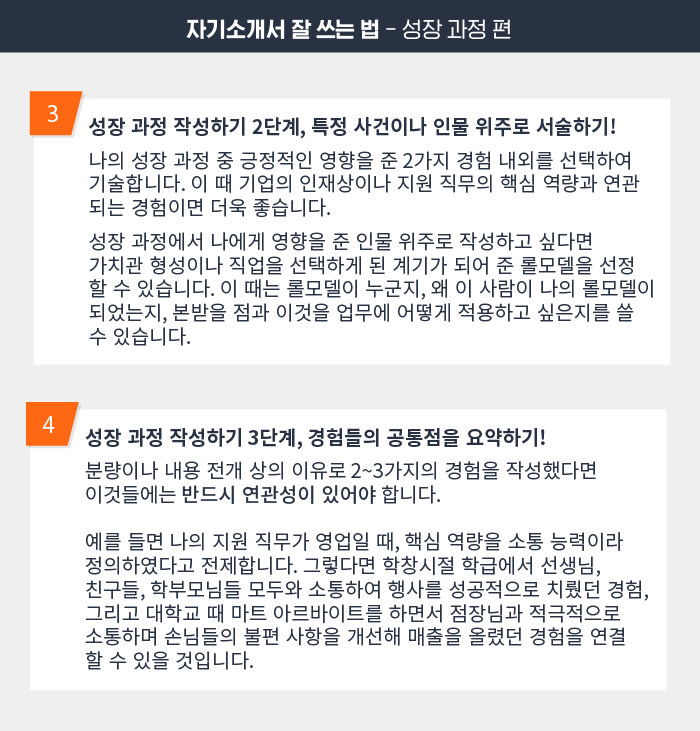 자기소개서 잘 쓰는 법 - 성장 과정 편
3
성장 과정 작성하기 2단계, 특정 사건이나 인물 위주로 서술하기!
나의 성장 과정 중 긍정적인 영향을 준 2가지 경험 내외를 선택하여
기술합니다. 이 때 기업의 인재상이나 지원 직무의 핵심 역량과 연관
되는 경험이면 더욱 좋습니다.
성장 과정에서 나에게 영향을 준 인물 위주로 작성하고 싶다면
가치관 형성이나 직업을 선택하게 된 계기가 되어 준 롤모델을 선정
할 수 있습니다. 이 때는 롤모델이 누군지, 왜 이 사람이 나의 롤모델이
되었는지, 본받을 점과 이것을 업무에 어떻게 적용하고 싶은지를 쓸
수 있습니다.
4
성장 과정 작성하기 3단계, 경험들의 공통점을 요약하기!
분량이나 내용 전개 상의 이유로 2~3가지의 경험을 작성했다면
이것들에는 반드시 연관성이 있어야 합니다.
예를 들면 나의 지원 직무가 영업일 때, 핵심 역량을 소통 능력이라
정의하였다고 전제합니다. 그렇다면 학창시절 학급에서 선생님,
친구들, 학부모님들 모두와 소통하여 행사를 성공적으로 치뤘던 경험,
그리고 대학교 때 마트 아르바이트를 하면서 점장님과 적극적으로
소통하며 손님들의 불편 사항을 개선해 매출을 올렸던 경험을 연결
할 수 있을 것입니다.